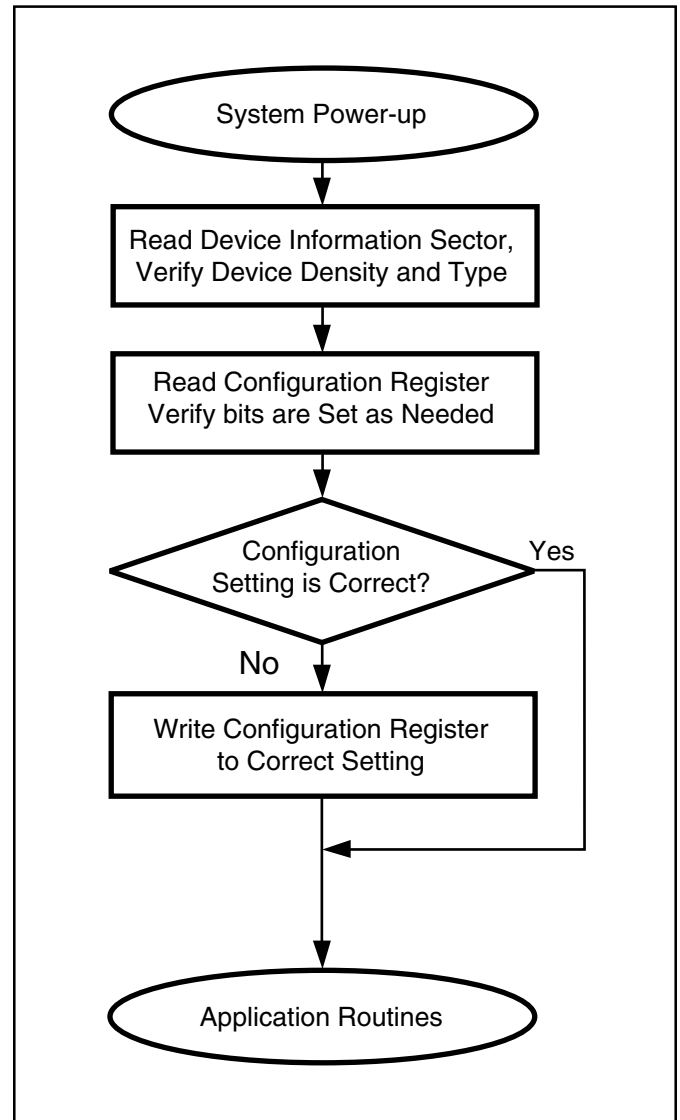 System Power-up
Read Device Information Sector,
Verify Device Density and Type
Read Configuration Register
Verify bits are Set as Needed
Configuration
Setting is Correct?
Yes
No
Write Configuration Register
to Correct Setting
Application Routines